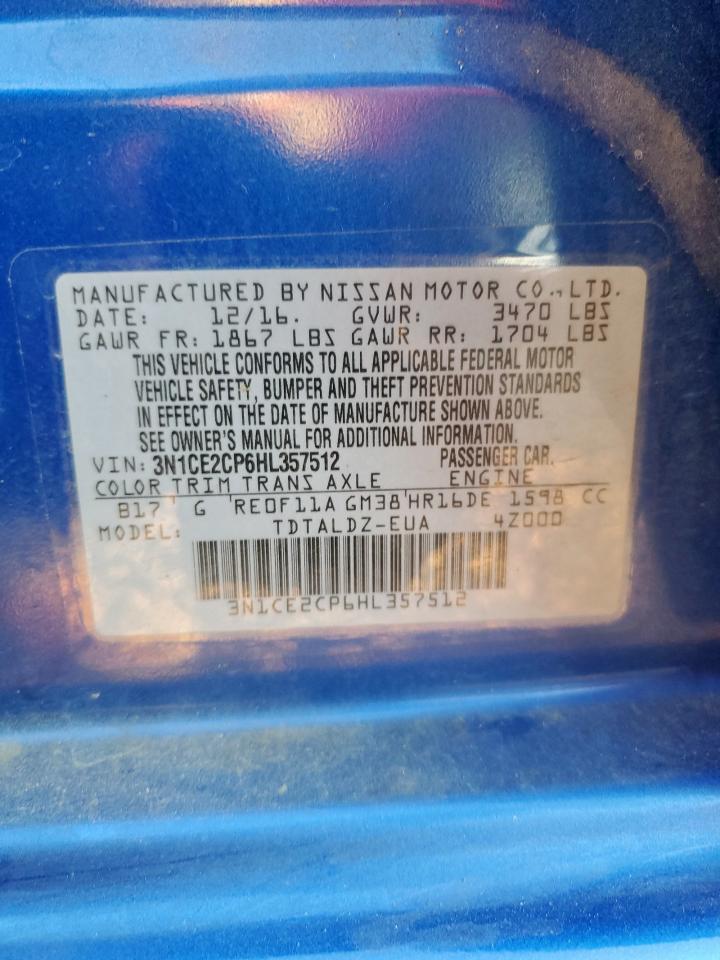 MANUFACTURED BY NISSAN MOTOR CO., LTD.
DATE: 12/16. GVWR: 3470 LBS
GAWR FR: 1867 LBS GAWR RR: 1704 LBS
THIS VEHICLE CONFORMS TO ALL APPLICABLE FEDERAL MOTOR
VEHICLE SAFETY, BUMPER AND THEFT PREVENTION STANDARDS
IN EFFECT ON THE DATE OF MANUFACTURE SHOWN ABOVE.
SEE OWNER'S MANUAL FOR ADDITIONAL INFORMATION.
VIN: 3N1CE2CP6HL357512 PASSENGER CAR.
COLOR TRIM TRANS AXLE ENGINE
B17 G RE0F11A GM38 HR16DE 1598 CC
MODEL: TDTALDZ-EUA 4Z000
3N1CE2CP6HL357512